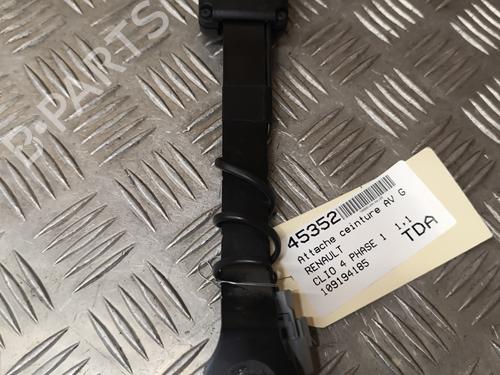 B-PARTS
45352
Attache ceinture AV G
RENAULT
CLIO 4 PHASE 1 1:1
109194185
TDA